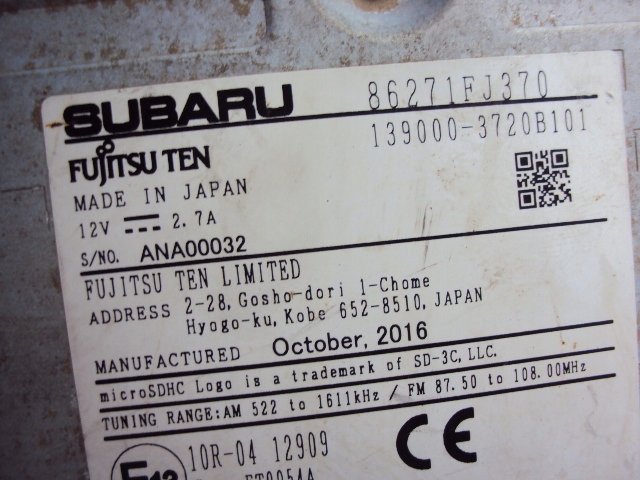 SUBARU 86271FJ370
FUJITSU TEN 139000-3720B101
MADE IN JAPAN
12V 2.7A
S/NO. ANA00032
FUJITSU TEN LIMITED
ADDRESS 2-28, Gosho-dori 1-Chome
Hyogo-ku, Kobe 652-8510, JAPAN
MANUFACTURED October, 2016
microSDHC Logo is a trademark of SD-3C, LLC.
TUNING RANGE:AM 522 to 1611kHz / FM 87.50 to 108.00MHz
10R-04 12909 CE
E13